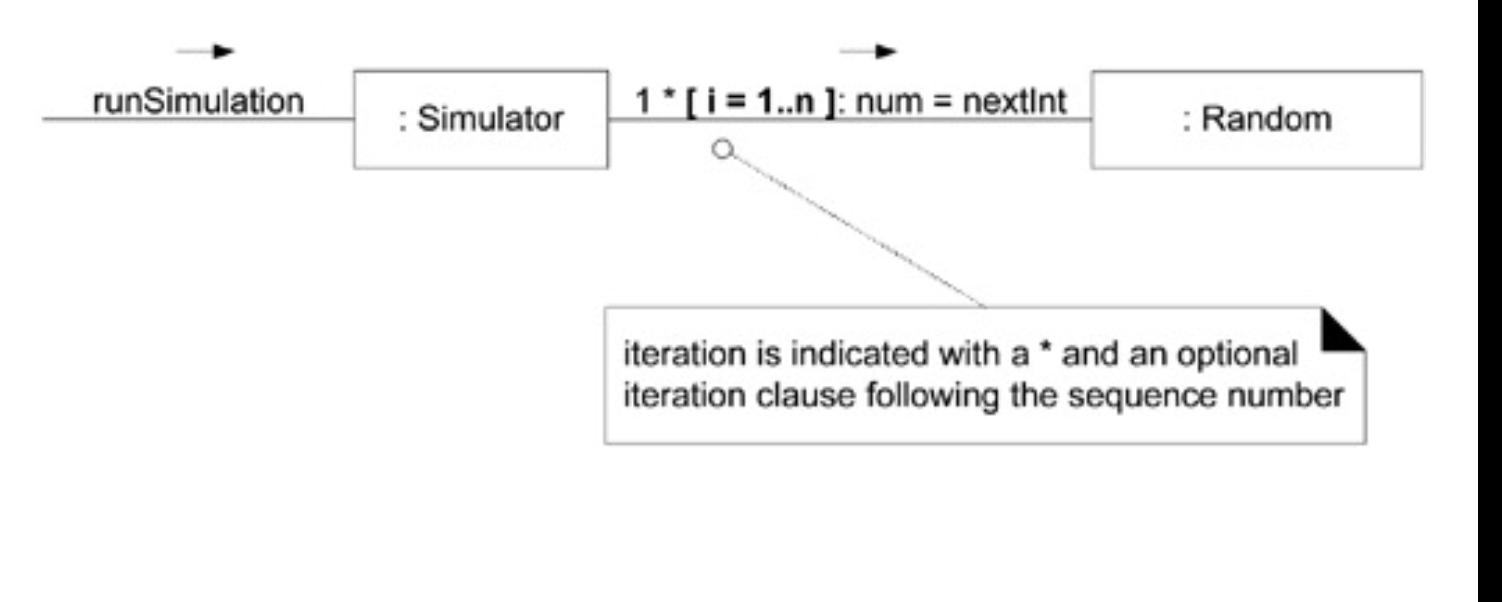 runSimulation
: Simulator
1 * [ i = 1..n ]: num = nextInt
: Random
iteration is indicated with a * and an optional
iteration clause following the sequence number